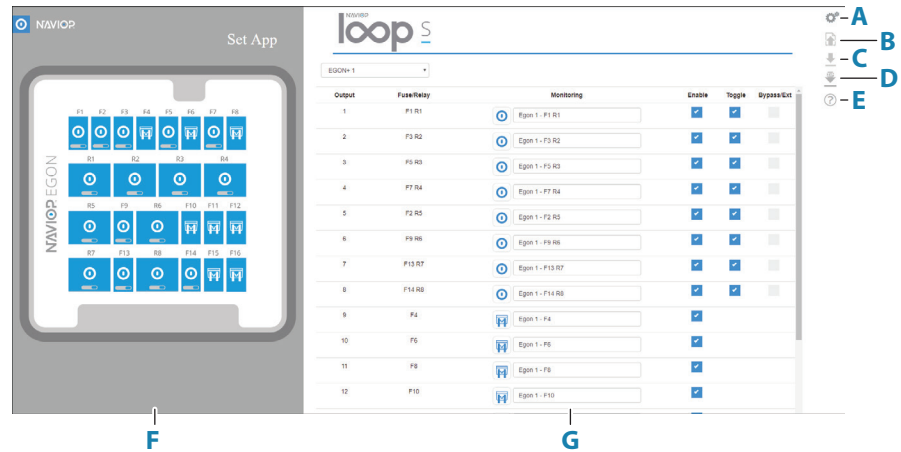 NAVIOP.
Set App
F1 F2 F3 F4 F5 F6 F7 F8
R1 R2 R3 R4
R5 F9 R6 F10 F11 F12
R7 F13 R8 F14 F15 F16
NAVIOP.EGON
NAVIOP
loop S
EGON+ 1
Output Fuse/Relay Monitoring Enable Toggle Bypass/Ext
1 F1 R1 Egon 1 - F1 R1
2 F3 R2 Egon 1 - F3 R2
3 F5 R3 Egon 1 - F5 R3
4 F7 R4 Egon 1 - F7 R4
5 F2 R5 Egon 1 - F2 R5
6 F9 R6 Egon 1 - F9 R6
7 F13 R7 Egon 1 - F13 R7
8 F14 R8 Egon 1 - F14 R8
9 F4 Egon 1 - F4
10 F6 Egon 1 - F6
11 F8 Egon 1 - F8
12 F10 Egon 1 - F10
A
B
C
D
E
F
G